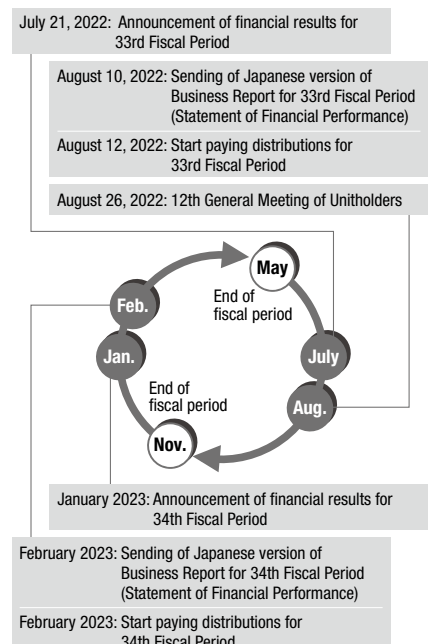 July 21, 2022: Announcement of financial results for
33rd Fiscal Period
August 10, 2022: Sending of Japanese version of
Business Report for 33rd Fiscal Period
(Statement of Financial Performance)
August 12, 2022: Start paying distributions for
33rd Fiscal Period
August 26, 2022: 12th General Meeting of Unitholders
May
End of
fiscal period
Feb.
Jan.
July
End of
fiscal period
Aug.
Nov.
January 2023: Announcement of financial results for
34th Fiscal Period
February 2023: Sending of Japanese version of
Business Report for 34th Fiscal Period
(Statement of Financial Performance)
February 2023: Start paying distributions for
34th Fiscal Period